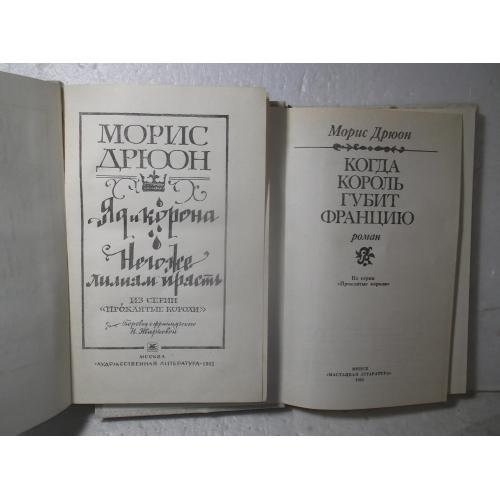 МОРИС
ДРЮОН
Яд и корона
Негоже
лилиям прясть
ИЗ СЕРИИ
«ПРОКЛЯТЫЕ КОРОЛИ»
Перевод с французского
Н. Жарковой
МОСКВА
«ХУДОЖЕСТВЕННАЯ ЛИТЕРАТУРА»
Морис Дрюон
КОГДА
КОРОЛЬ
ГУБИТ
ФРАНЦИЮ
роман
Из серии
«Проклятые короли»
МИНСК
«МАСТАЦКАЯ ЛІТАРАТУРА»